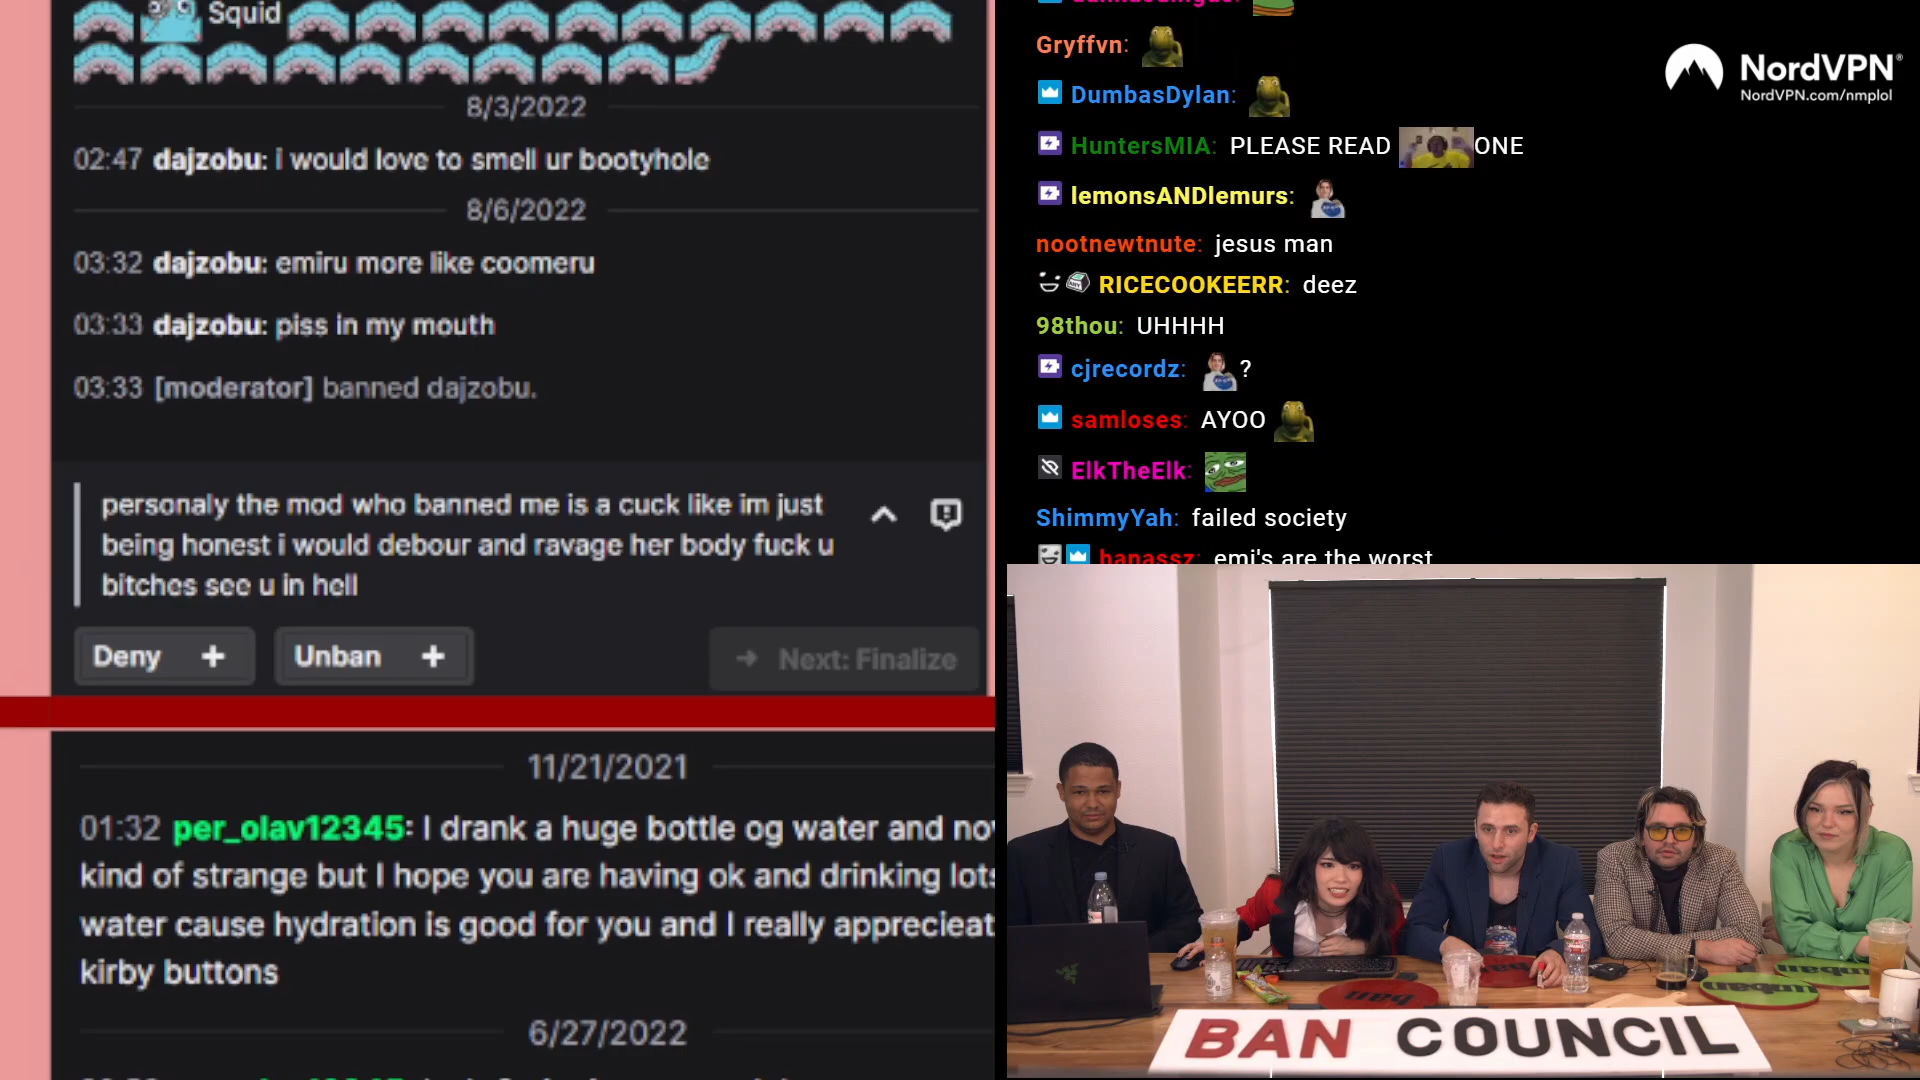 Squid
8/3/2022
02:47 dajzobu: i would love to smell ur bootyhole
8/6/2022
03:32 dajzobu: emiru more like coomeru
03:33 dajzobu: piss in my mouth
03:33 [moderator] banned dajzobu.
personaly the mod who banned me is a cuck like im just
being honest i would debour and ravage her body fuck u
bitches see u in hell
Deny +
Unban +
→ Next: Finalize
11/21/2021
01:32 per_olav12345: I drank a huge bottle og water and
kind of strange but I hope you are having ok and drinking
water cause hydration is good for you and I really
kirby buttons
6/27/2022
Gryffvn:
DumbasDylan:
HuntersMIA: PLEASE READ ONE
lemonsANDlemurs:
nootnewtnute: jesus man
RICECOOKEERR: deez
98thou: UHHHH
cjrecordz: ?
samloses: AYOO
ElkTheElk:
ShimmyYah: failed society
hanassz: emi's are the worst
NordVPN®
NordVPN.com/nmplol
ban
unban
unban
BAN COUNCIL